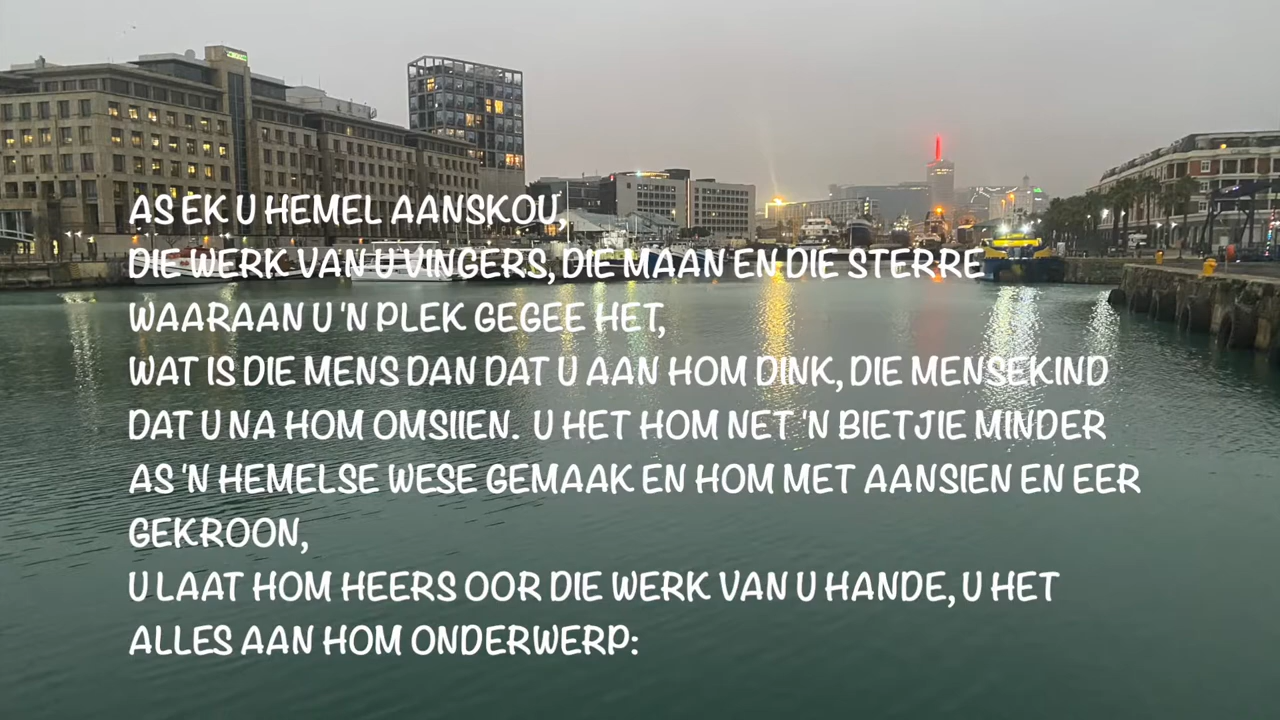 AS EK U HEMEL AANSKOU,
DIE WERK VAN U VINGERS, DIE MAAN EN DIE STERRE
WAARAAN U 'N PLEK GEGEE HET,
WAT IS DIE MENS DAN DAT U AAN HOM DINK, DIE MENSEKIND
DAT U NA HOM OMSIIEN. U HET HOM NET 'N BIETJIE MINDER
AS 'N HEMELSE WESE GEMAAK EN HOM MET AANSIEN EN EER
GEKROON,
U LAAT HOM HEERS OOR DIE WERK VAN U HANDE, U HET
ALLES AAN HOM ONDERWERP: